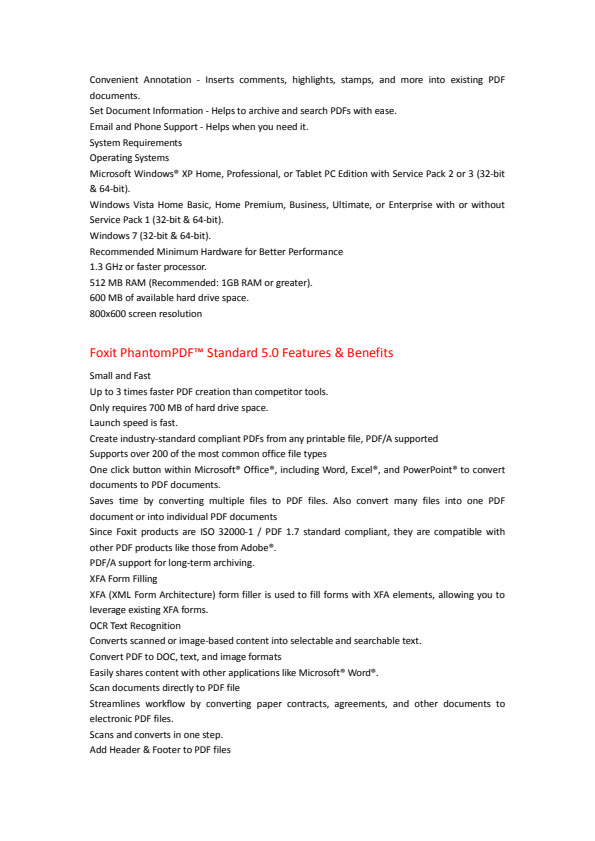 Convenient Annotation - Inserts comments, highlights, stamps, and more into existing PDF
documents.
Set Document Information - Helps to archive and search PDFs with ease.
Email and Phone Support - Helps when you need it.
System Requirements
Operating Systems
Microsoft Windows® XP Home, Professional, or Tablet PC Edition with Service Pack 2 or 3 (32-bit
& 64-bit).
Windows Vista Home Basic, Home Premium, Business, Ultimate, or Enterprise with or without
Service Pack 1 (32-bit & 64-bit).
Windows 7 (32-bit & 64-bit).
Recommended Minimum Hardware for Better Performance
1.3 GHz or faster processor.
512 MB RAM (Recommended: 1GB RAM or greater).
600 MB of available hard drive space.
800x600 screen resolution
Foxit PhantomPDF™ Standard 5.0 Features & Benefits
Small and Fast
Up to 3 times faster PDF creation than competitor tools.
Only requires 700 MB of hard drive space.
Launch speed is fast.
Create industry-standard compliant PDFs from any printable file, PDF/A supported
Supports over 200 of the most common office file types
One click button within Microsoft® Office®, including Word, Excel®, and PowerPoint® to convert
documents to PDF documents.
Saves time by converting multiple files to PDF files. Also convert many files into one PDF
document or into individual PDF documents
Since Foxit products are ISO 32000-1 / PDF 1.7 standard compliant, they are compatible with
other PDF products like those from Adobe®.
PDF/A support for long-term archiving.
XFA Form Filling
XFA (XML Form Architecture) form filler is used to fill forms with XFA elements, allowing you to
leverage existing XFA forms.
OCR Text Recognition
Converts scanned or image-based content into selectable and searchable text.
Convert PDF to DOC, text, and image formats
Easily shares content with other applications like Microsoft® Word®.
Scan documents directly to PDF file
Streamlines workflow by converting paper contracts, agreements, and other documents to
electronic PDF files.
Scans and converts in one step.
Add Header & Footer to PDF files